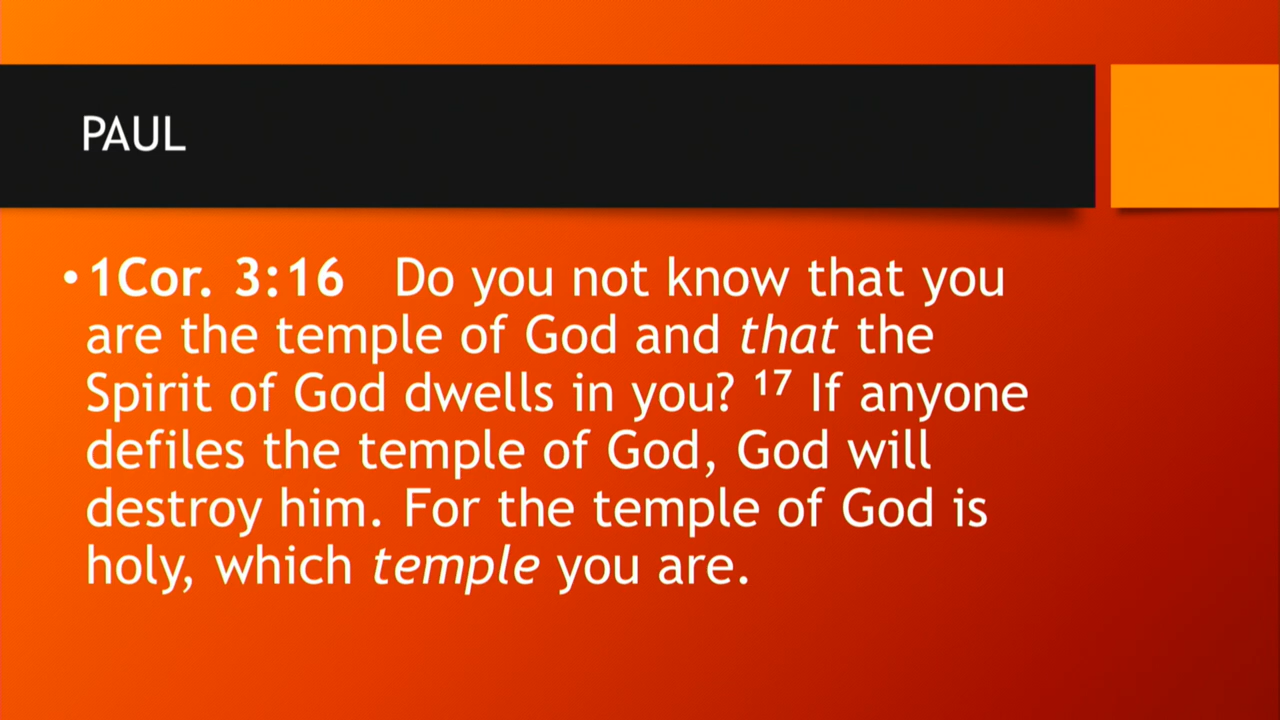 PAUL
• 1Cor. 3:16 Do you not know that you
are the temple of God and that the
Spirit of God dwells in you? 17 If anyone
defiles the temple of God, God will
destroy him. For the temple of God is
holy, which temple you are.